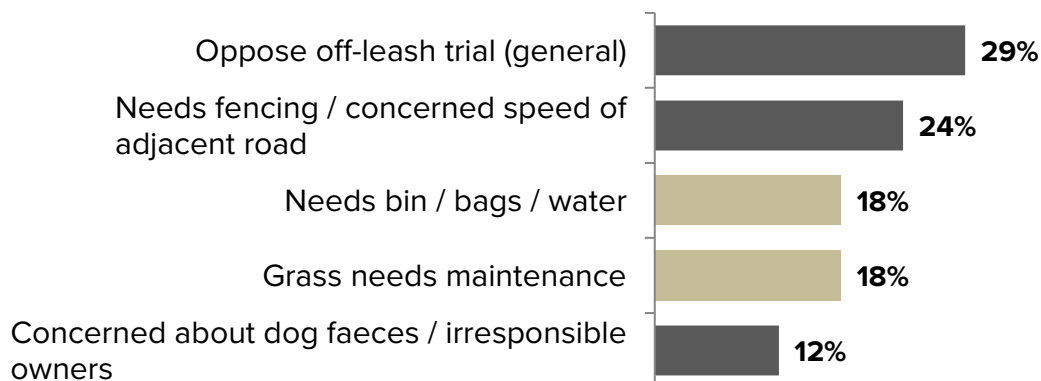 Oppose off-leash trial (general) 29%
Needs fencing / concerned speed of
adjacent road 24%
Needs bin / bags / water 18%
Grass needs maintenance 18%
Concerned about dog faeces / irresponsible
owners 12%